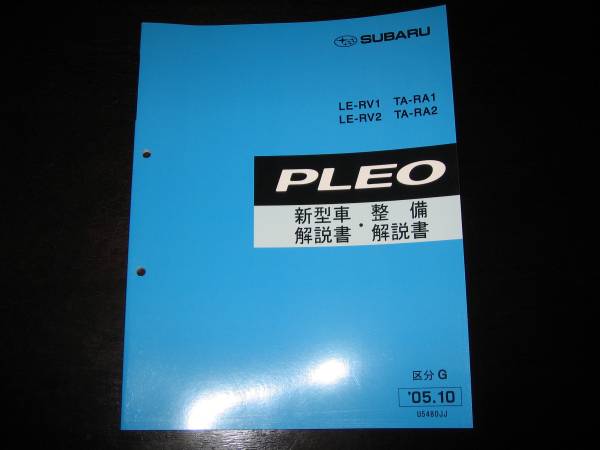 SUBARU
LE-RV1 TA-RA1
LE-RV2 TA-RA2
PLEO
新型車 整備
解説書・解説書
区分 G
'05.10
U5480JJ